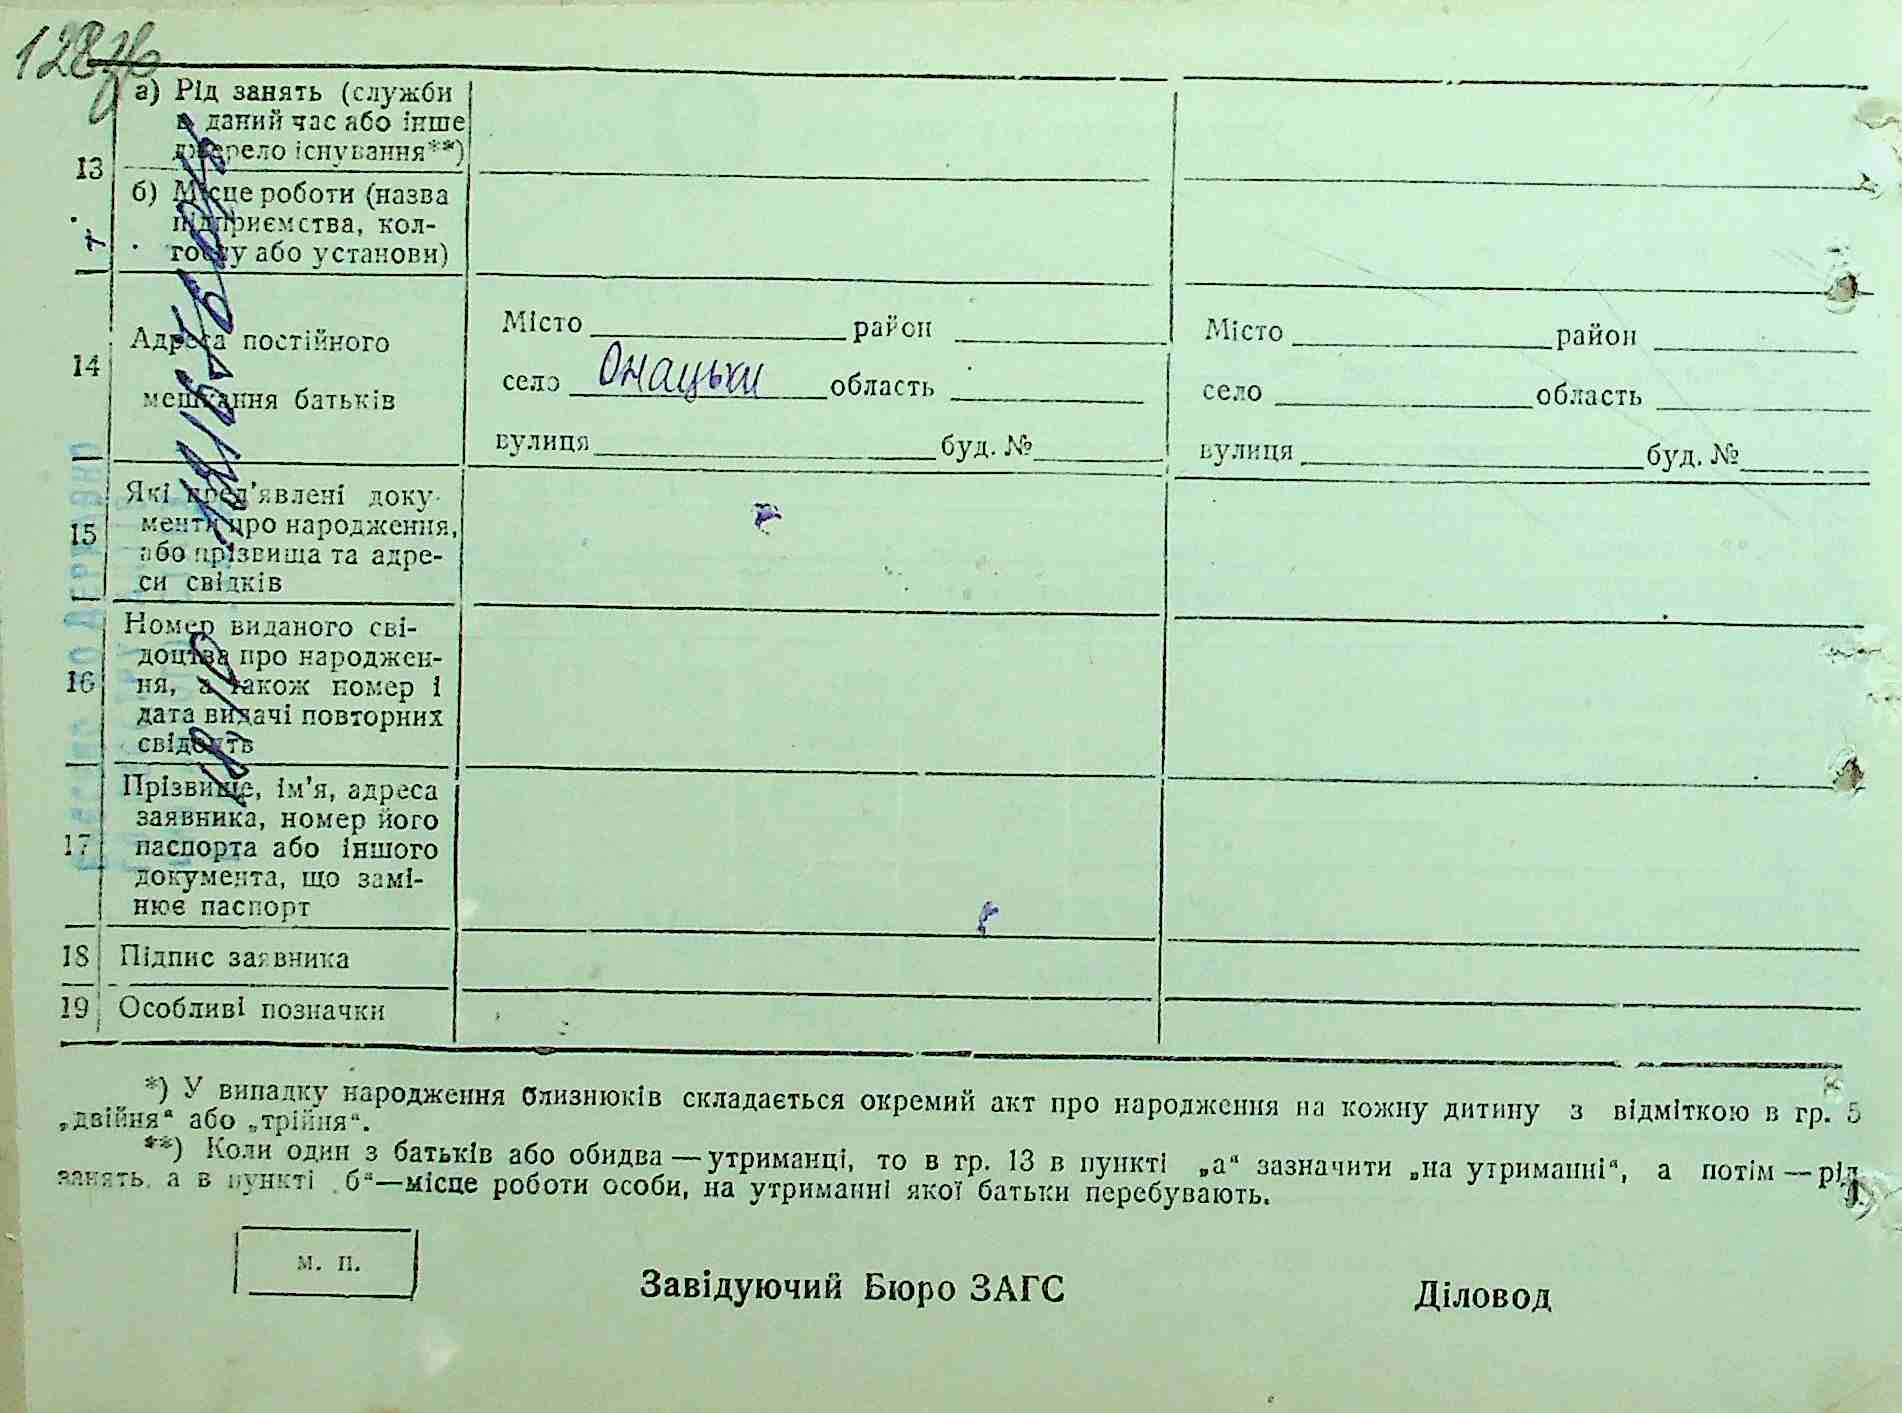 128
13
а) Рід занять (служби
в даний час або інше
джерело існування**)
б) Місце роботи (назва
підприємства, кол-
госпу або установи)
14
Адреса постійного
мешкання батьків
Місто район
село Онацьки область
вулиця буд. №
Місто район
село область
вулиця буд. №
15
Які пред'явлені доку-
менти про народження,
або прізвища та адре-
си свідків
16
Номер виданого сві-
доцтва про народжен-
ня, а також номер і
дата видачі повторних
свідоцтв
17
Прізвище, ім'я, адреса
заявника, номер його
паспорта або іншого
документа, що замі-
нює паспорт
18 Підпис заявника
19 Особливі позначки
*) У випадку народження близнюків складається окремий акт про народження на кожну дитину з відміткою в гр. 5
„двійня“ або „трійня“.
**) Коли один з батьків або обидва — утриманці, то в гр. 13 в пункті „а“ зазначити „на утриманні“, а потім — рід
занять, а в пункті „б“—місце роботи особи, на утриманні якої батьки перебувають.
м. п.
Завідуючий Бюро ЗАГС
Діловод